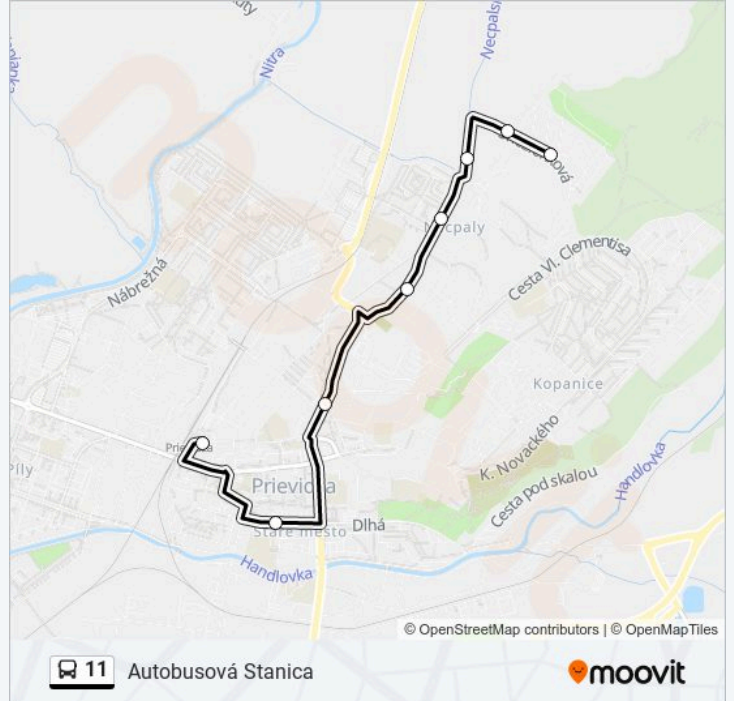 Nitra
Necpaly
Cesta Vl. Clementisa
Nábrežná
Kopanice
Prievidza
K. Novackého
Handlovka
Píly
Cesta pod skalou
Dlhá
Staré mesto
Handlovka
© OpenStreetMap contributors | © OpenMapTiles
11 Autobusová Stanica
moovit